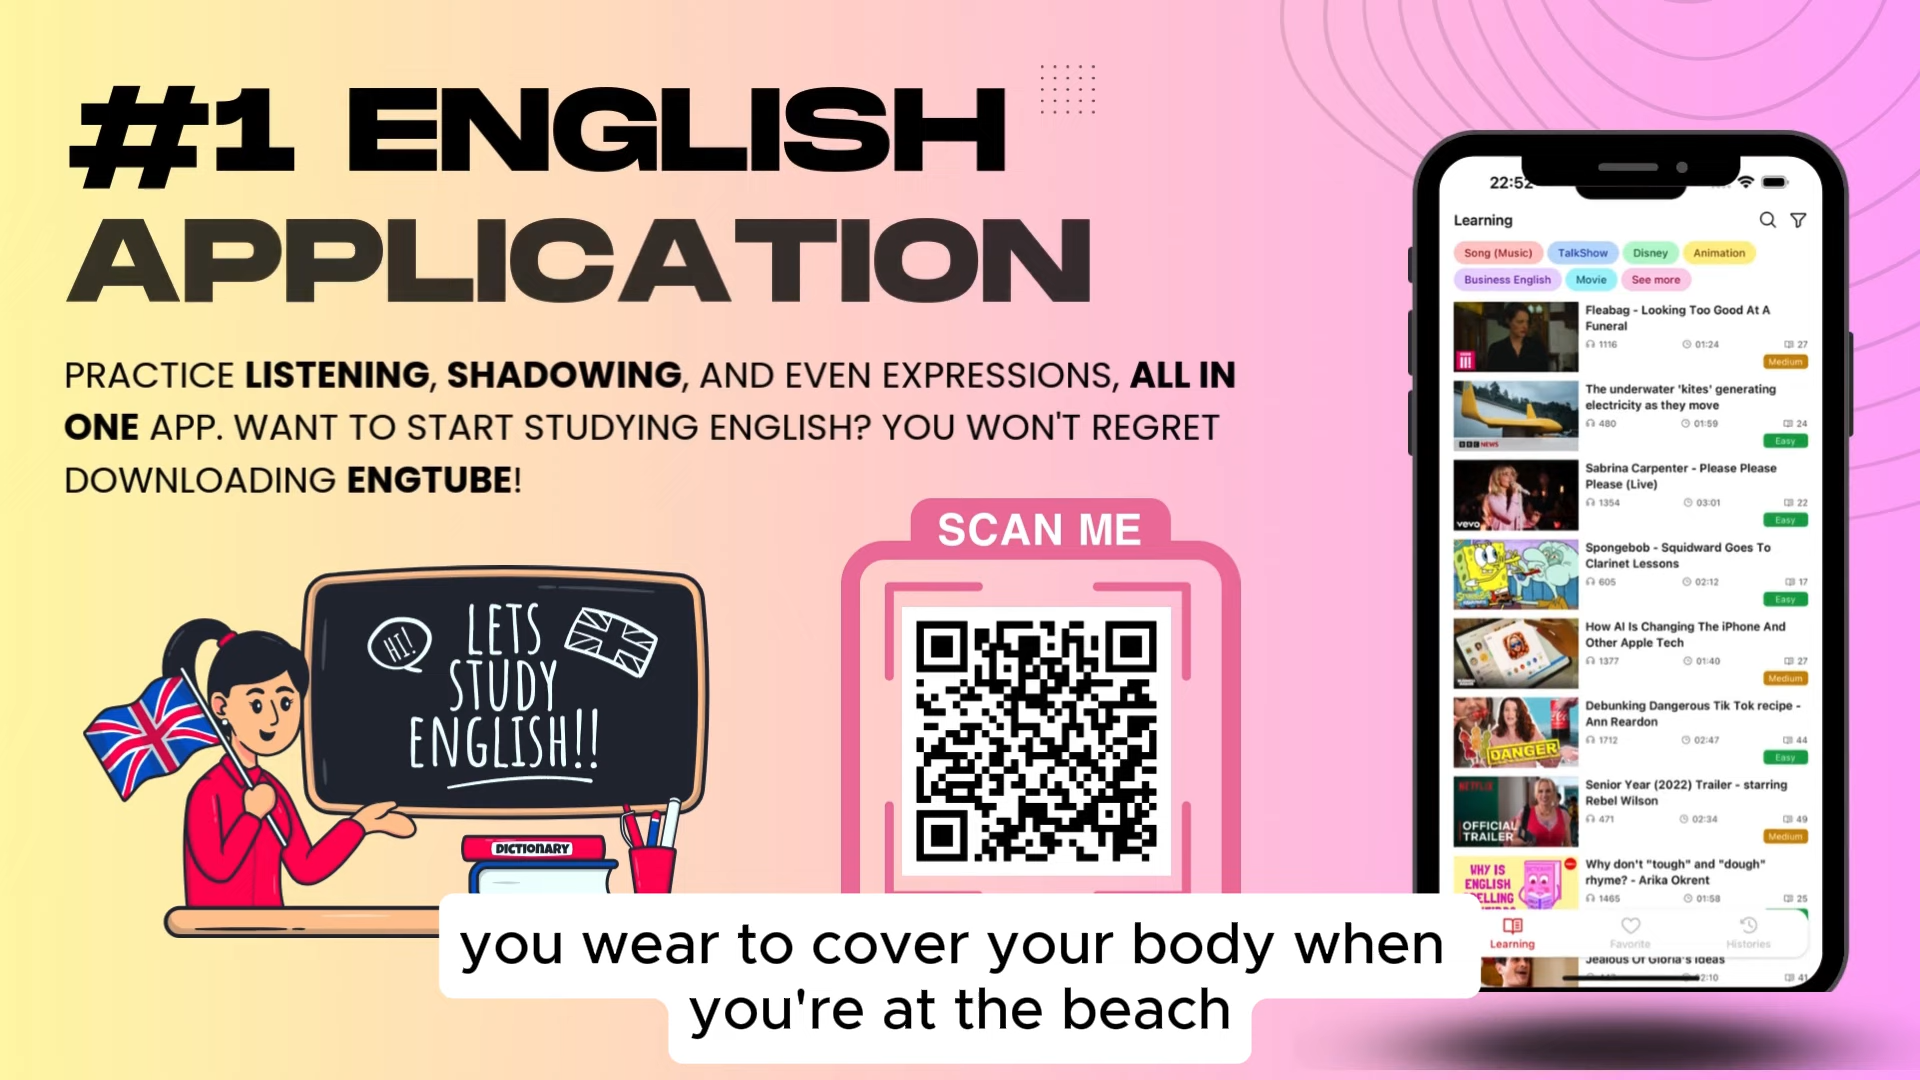 #1 ENGLISH
APPLICATION
PRACTICE LISTENING, SHADOWING, AND EVEN EXPRESSIONS, ALL IN
ONE APP. WANT TO START STUDYING ENGLISH? YOU WON'T REGRET
DOWNLOADING ENGTUBE!
HI!
LETS
STUDY
ENGLISH!!
DICTIONARY
SCAN ME
22:52
Learning
Song (Music) TalkShow Disney Animation
Business English Movie See more
Fleabag - Looking Too Good At A
Funeral
1116 01:24 27
Medium
The underwater 'kites' generating
electricity as they move
480 01:59 24
BBC NEWS
Easy
Sabrina Carpenter - Please Please
Please (Live)
1354 03:01 22
vevo
Easy
Spongebob - Squidward Goes To
Clarinet Lessons
605 02:12 17
Easy
How AI Is Changing The iPhone And
Other Apple Tech
1377 01:40 27
Medium
Debunking Dangerous Tik Tok recipe -
Ann Reardon
1712 02:47 44
DANGER
Easy
Senior Year (2022) Trailer - starring
Rebel Wilson
471 02:34 49
NETFLIX
OFFICIAL
TRAILER
Medium
Why don't "tough" and "dough"
rhyme? - Arika Okrent
1465 01:58 25
WHY IS
ENGLISH
Learning Favorite Histories
Jealous Of Gloria's Ideas
2:10 41
you wear to cover your body when
you're at the beach